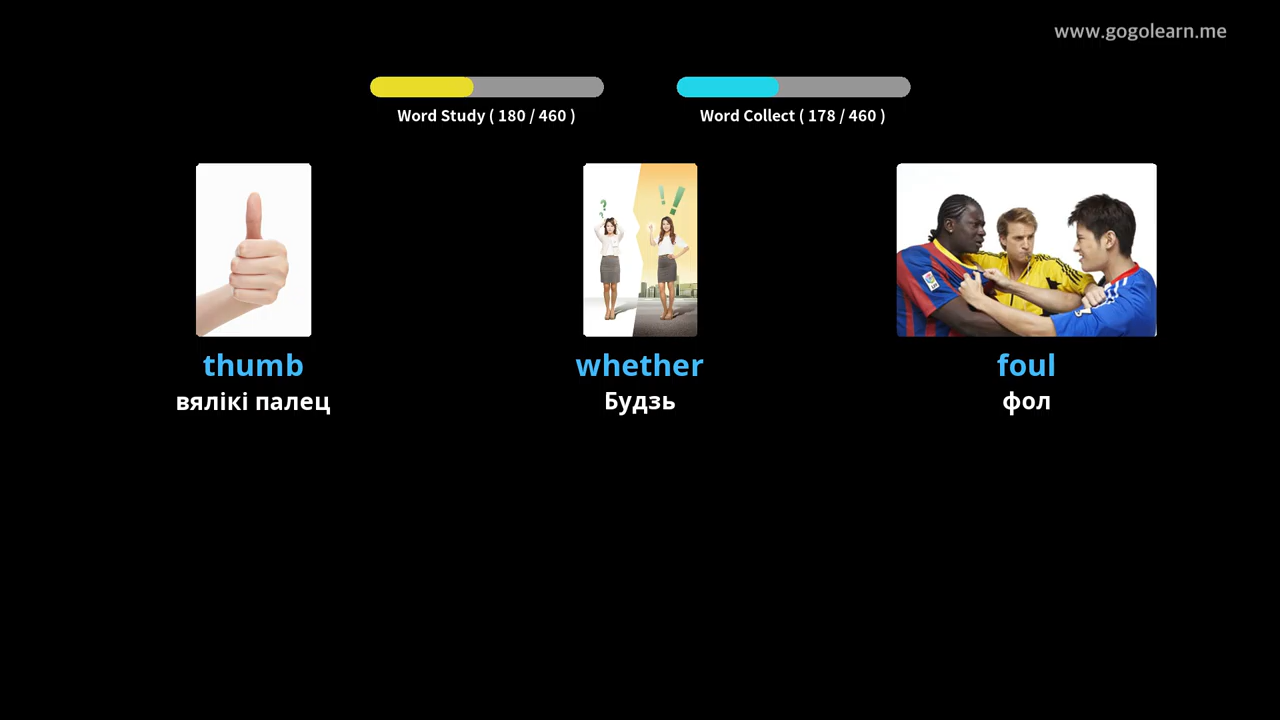 www.gogolearn.me
Word Study ( 180 / 460 )
Word Collect ( 178 / 460 )
thumb
вялікі палец
whether
Будзь
foul
фол